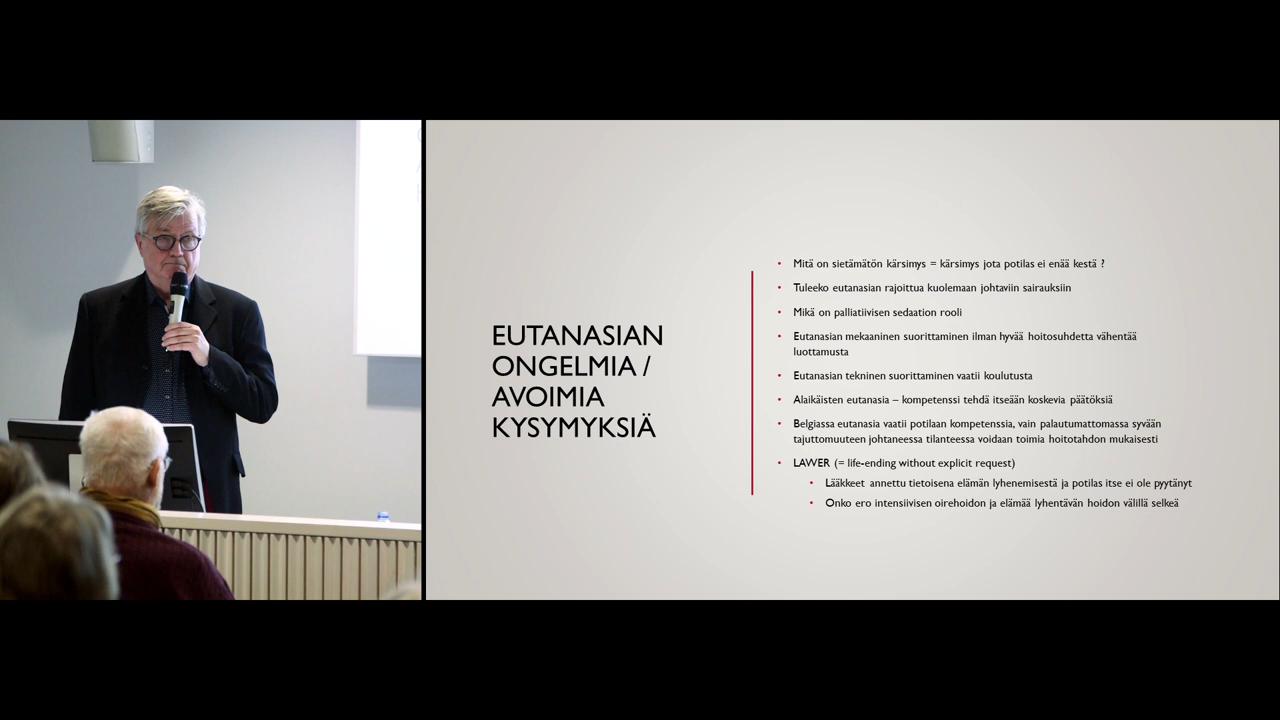 EUTANASIAN
ONGELMIA /
AVOIMIA
KYSYMYKSIÄ
• Mitä on sietämätön kärsimys = kärsimys jota potilas ei enää kestä ?
• Tuleeko eutanasian rajoittua kuolemaan johtaviin sairauksiin
• Mikä on palliatiivisen sedaation rooli
• Eutanasian mekaaninen suorittaminen ilman hyvää hoitosuhdetta vähentää
luottamusta
• Eutanasian tekninen suorittaminen vaatii koulutusta
• Alaikäisten eutanasia – kompetenssi tehdä itseään koskevia päätöksiä
• Belgiassa eutanasia vaatii potilaan kompetenssia, vain palautumattomassa syvään
tajuttomuuteen johtaneessa tilanteessa voidaan toimia hoitotahdon mukaisesti
• LAWER (= life-ending without explicit request)
• Lääkkeet annettu tietoisena elämän lyhenemisestä ja potilas itse ei ole pyytänyt
• Onko ero intensiivisen oirehoidon ja elämää lyhentävän hoidon välillä selkeä